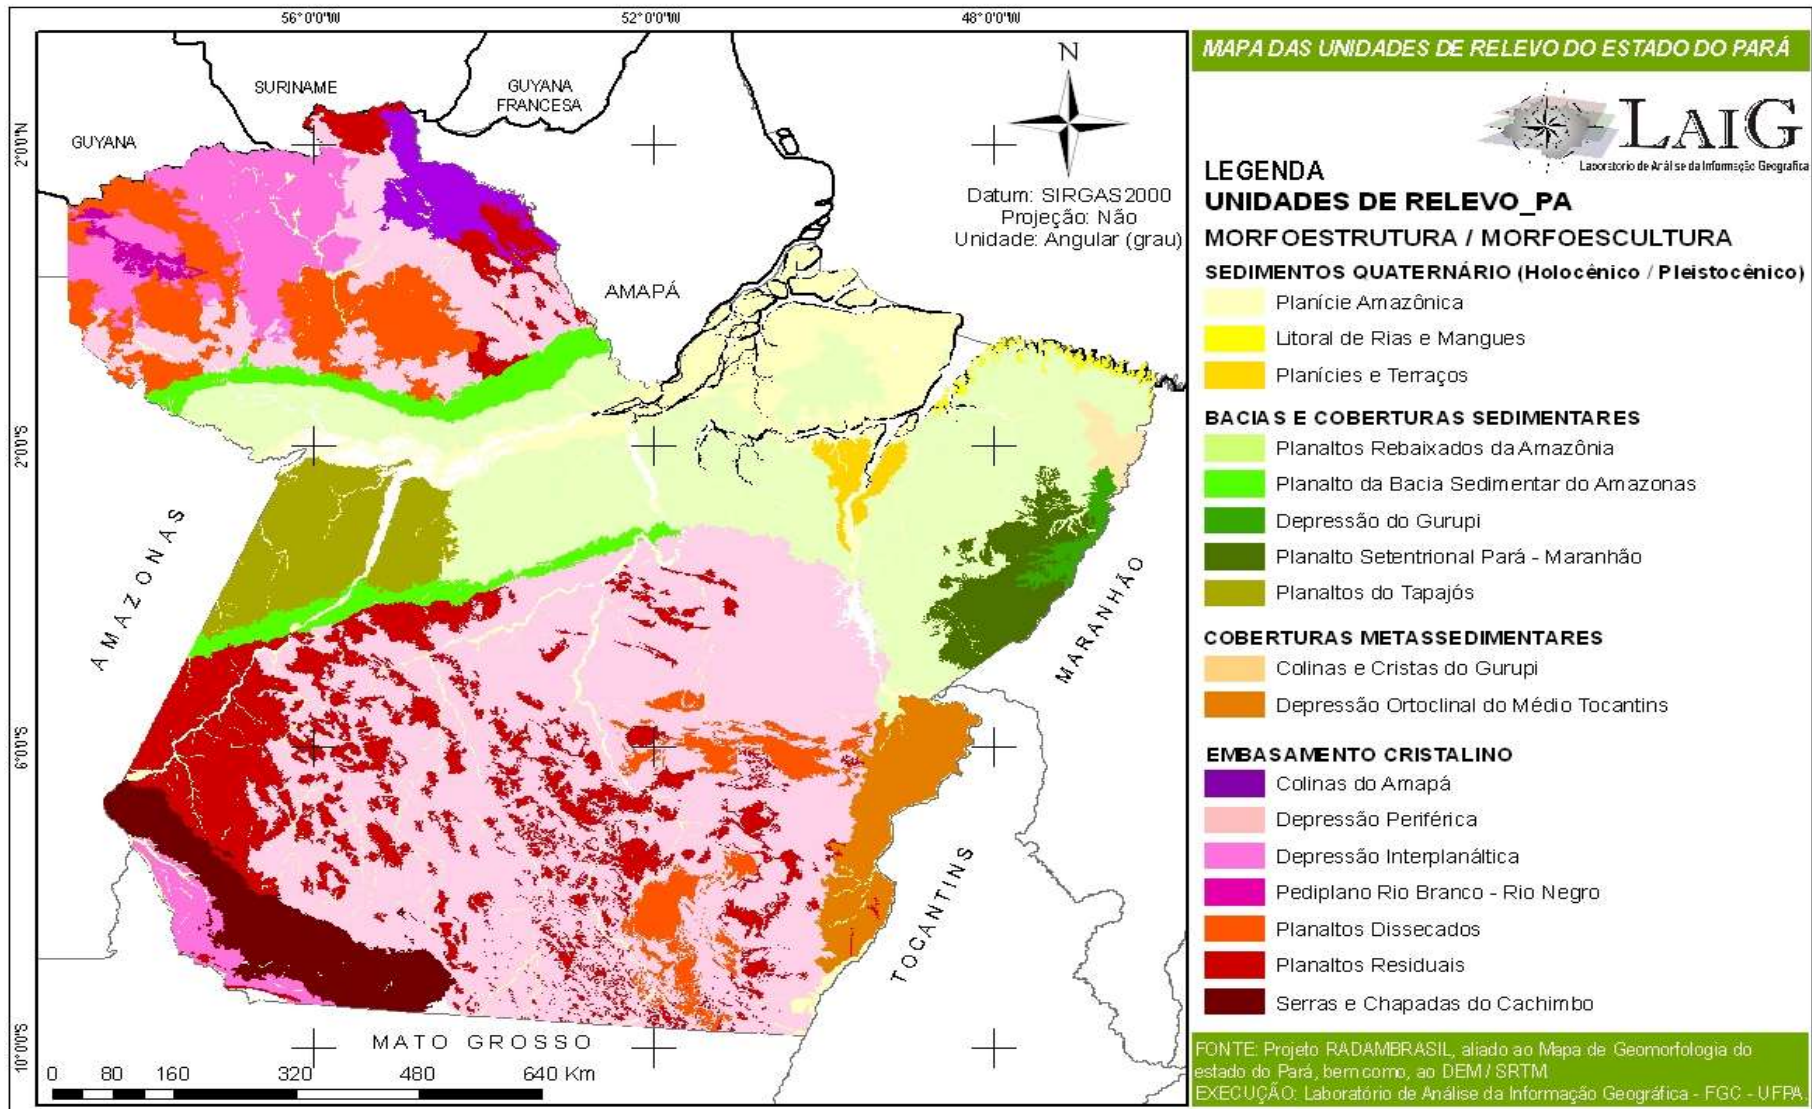 56°0'0"W
52°0'0"W
48°0'0"W
2°0'0"N
2°0'0"S
6°0'0"S
10°0'0"S
SURINAME
GUYANA
FRANCESA
GUYANA
N
Datum: SIRGAS2000
Projeção: Não
Unidade: Angular (grau)
AMAPÁ
AMAZONAS
MARANHÃO
TOCANTINS
MATO GROSSO
0 80 160 320 480 640 Km
MAPA DAS UNIDADES DE RELEVO DO ESTADO DO PARÁ
LAIG
Laboratorio de Análise da Informação Geografica
LEGENDA
UNIDADES DE RELEVO_PA
MORFOESTRUTURA / MORFOESCULTURA
SEDIMENTOS QUATERNÁRIO (Holocênico / Pleistocênico)
Planície Amazônica
Litoral de Rias e Mangues
Planícies e Terraços
BACIAS E COBERTURAS SEDIMENTARES
Planaltos Rebaixados da Amazônia
Planalto da Bacia Sedimentar do Amazonas
Depressão do Gurupi
Planalto Setentrional Pará - Maranhão
Planaltos do Tapajós
COBERTURAS METASSEDIMENTARES
Colinas e Cristas do Gurupi
Depressão Ortoclinal do Médio Tocantins
EMBASAMENTO CRISTALINO
Colinas do Amapá
Depressão Periférica
Depressão Interplanáltica
Pediplano Rio Branco - Rio Negro
Planaltos Dissecados
Planaltos Residuais
Serras e Chapadas do Cachimbo
FONTE: Projeto RADAMBRASIL, aliado ao Mapa de Geomorfologia do
estado do Pará, bem como, ao DEM / SRTM
EXECUÇÃO: Laboratório de Análise da Informação Geográfica - FGC - UFPA.